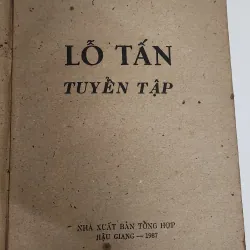 LỖ TẤN
TUYỂN TẬP
NHÀ XUẤT BẢN TỔNG HỢP
HẬU GIANG — 1987